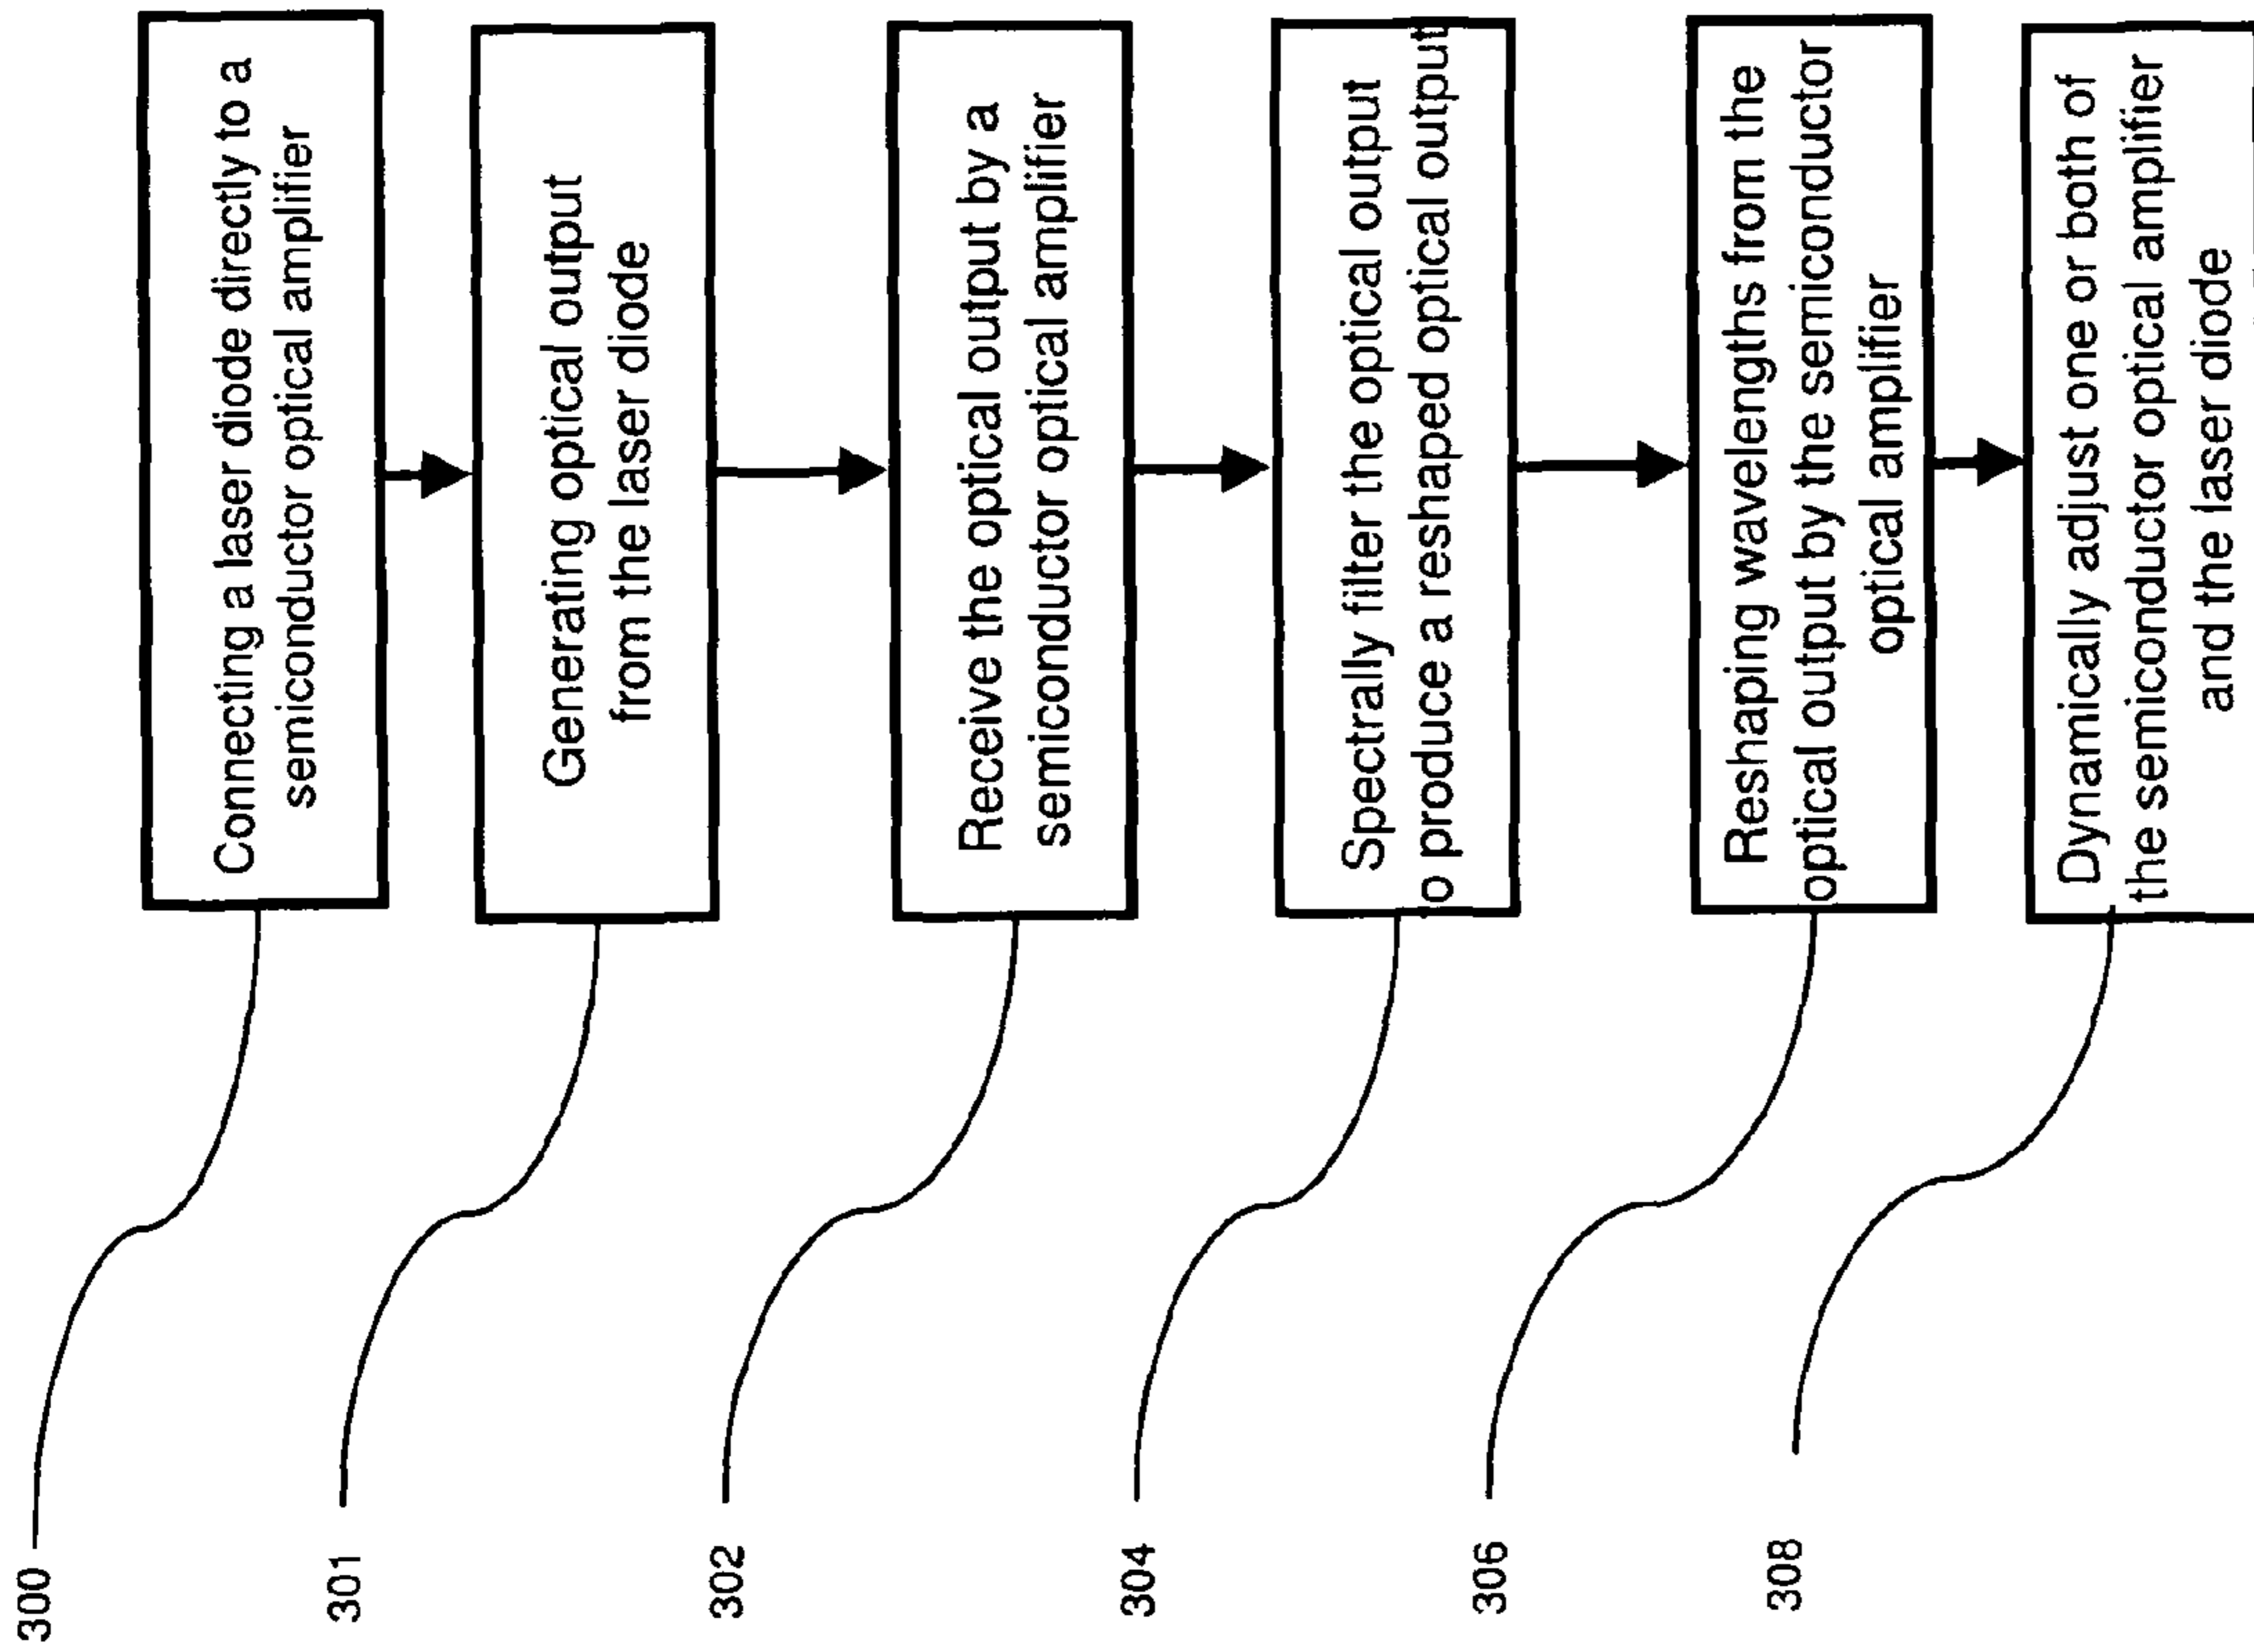 300
Connecting a laser diode directly to a
semiconductor optical amplifier
301
Generating optical output
from the laser diode
302
Receive the optical output by a
semiconductor optical amplifier
304
Spectrally filter the optical output
o produce a reshaped optical output
306
Reshaping wavelengths from the
optical output by the semiconductor
optical amplifier
308
Dynamically adjust one or both of
the semiconductor optical amplifier
and the laser diode